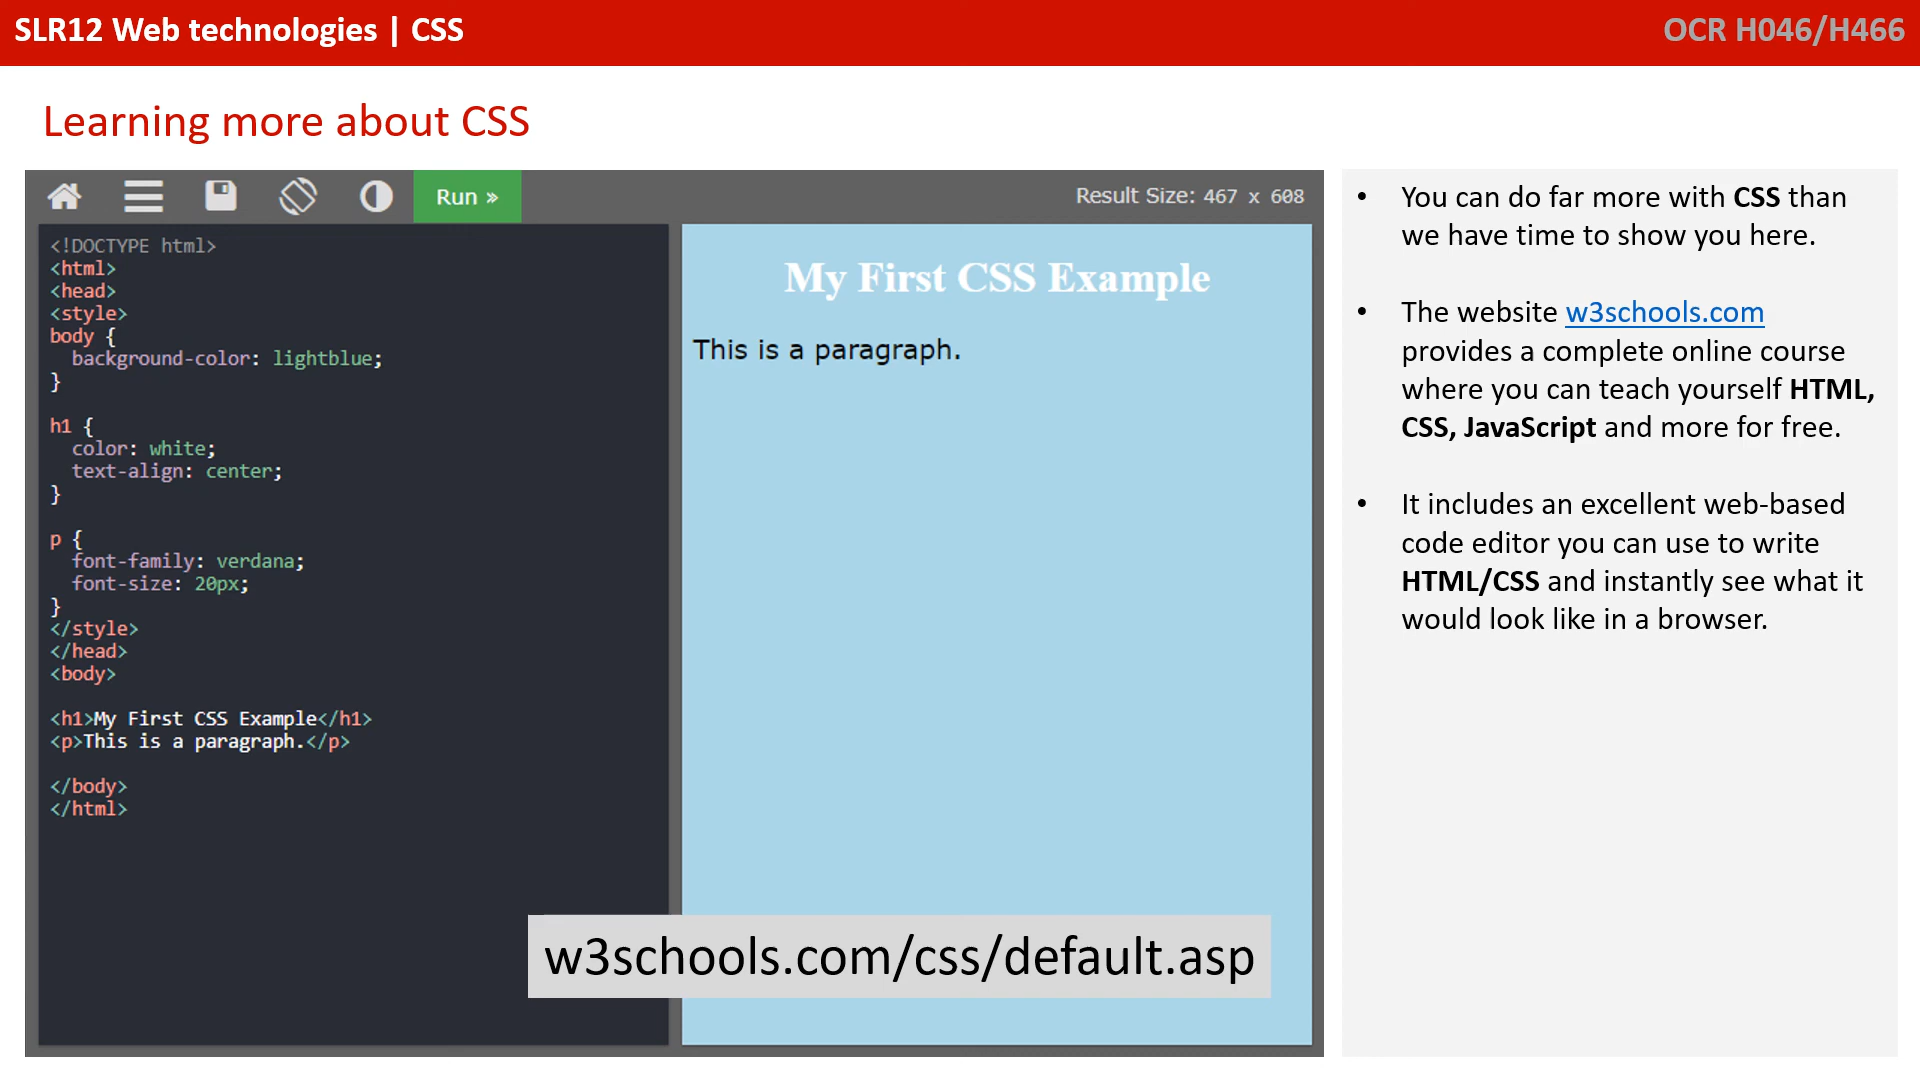 SLR12 Web technologies | CSS
OCR H046/H466
Learning more about CSS
Run »
Result Size: 467 x 608
<!DOCTYPE html>
<html>
<head>
<style>
body {
  background-color: lightblue;
}

h1 {
  color: white;
  text-align: center;
}

p {
  font-family: verdana;
  font-size: 20px;
}
</style>
</head>
<body>

<h1>My First CSS Example</h1>
<p>This is a paragraph.</p>

</body>
</html>
My First CSS Example
This is a paragraph.
w3schools.com/css/default.asp
• You can do far more with CSS than
we have time to show you here.
• The website w3schools.com
provides a complete online course
where you can teach yourself HTML,
CSS, JavaScript and more for free.
• It includes an excellent web-based
code editor you can use to write
HTML/CSS and instantly see what it
would look like in a browser.